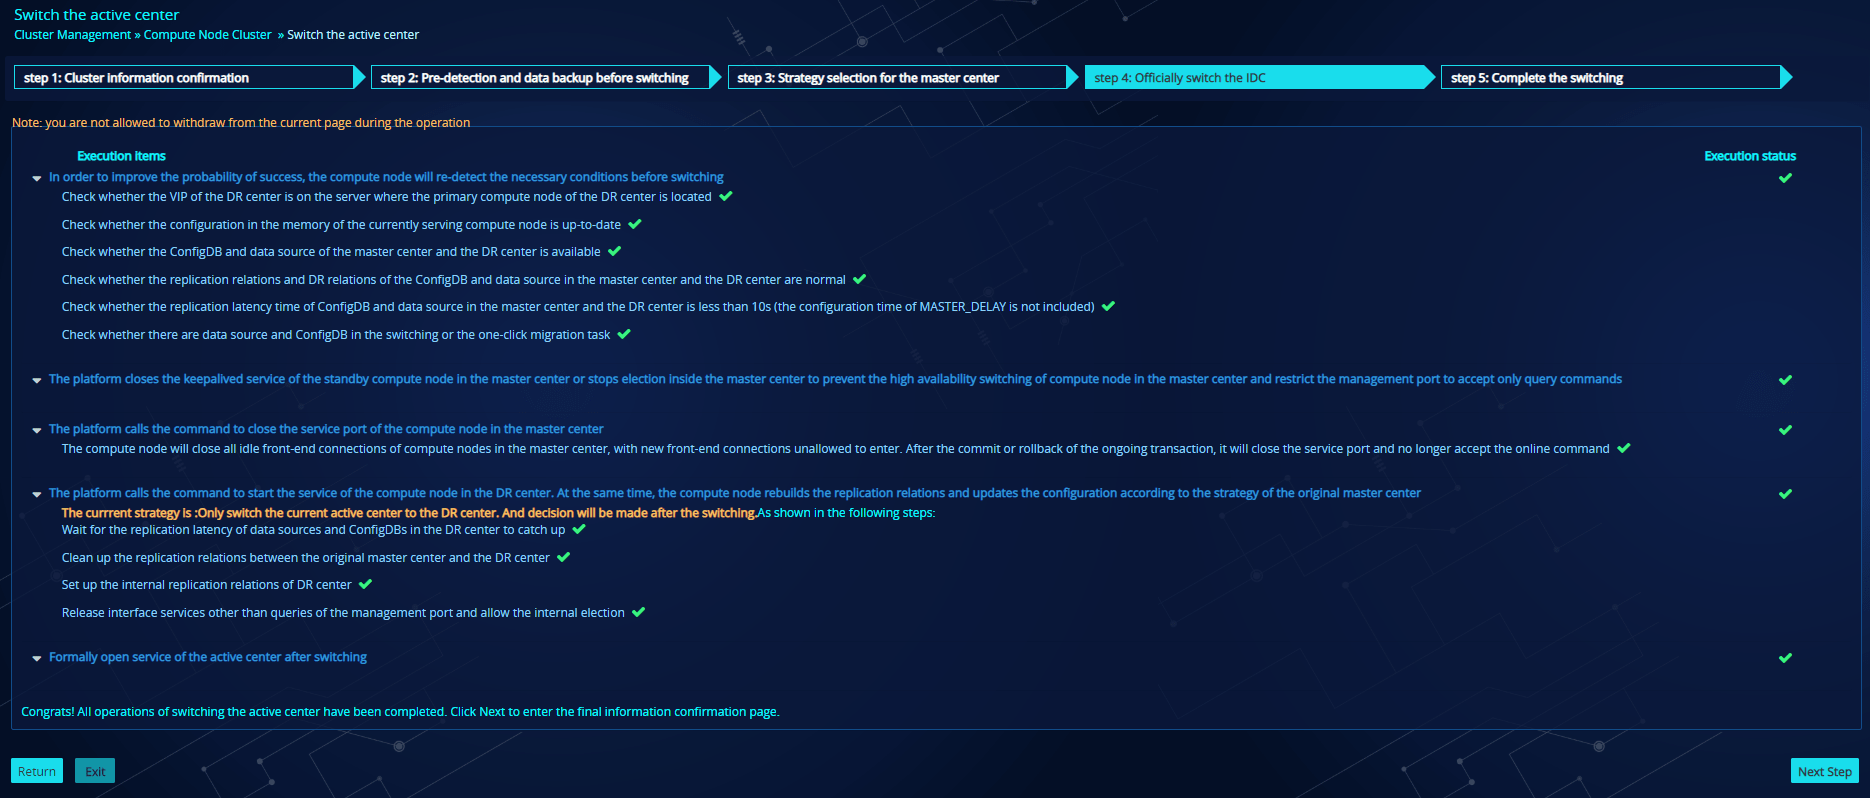 Switch the active center
Cluster Management » Compute Node Cluster » Switch the active center
step 1: Cluster information confirmation
step 2: Pre-detection and data backup before switching
step 3: Strategy selection for the master center
step 4: Officially switch the IDC
step 5: Complete the switching
Note: you are not allowed to withdraw from the current page during the operation
Execution items
Execution status
In order to improve the probability of success, the compute node will re-detect the necessary conditions before switching
Check whether the VIP of the DR center is on the server where the primary compute node of the DR center is located
Check whether the configuration in the memory of the currently serving compute node is up-to-date
Check whether the ConfigDB and data source of the master center and the DR center is available
Check whether the replication relations and DR relations of the ConfigDB and data source in the master center and the DR center are normal
Check whether the replication latency time of ConfigDB and data source in the master center and the DR center is less than 10s (the configuration time of MASTER_DELAY is not included)
Check whether there are data source and ConfigDB in the switching or the one-click migration task
The platform closes the keepalived service of the standby compute node in the master center or stops election inside the master center to prevent the high availability switching of compute node in the master center and restrict the management port to accept only query commands
The platform calls the command to close the service port of the compute node in the master center
The compute node will close all idle front-end connections of compute nodes in the master center, with new front-end connections unallowed to enter. After the commit or rollback of the ongoing transaction, it will close the service port and no longer accept the online command
The platform calls the command to start the service of the compute node in the DR center. At the same time, the compute node rebuilds the replication relations and updates the configuration according to the strategy of the original master center
The currrent strategy is :Only switch the current active center to the DR center. And decision will be made after the switching.As shown in the following steps:
Wait for the replication latency of data sources and ConfigDBs in the DR center to catch up
Clean up the replication relations between the original master center and the DR center
Set up the internal replication relations of DR center
Release interface services other than queries of the management port and allow the internal election
Formally open service of the active center after switching
Congrats! All operations of switching the active center have been completed. Click Next to enter the final information confirmation page.
Return
Exit
Next Step